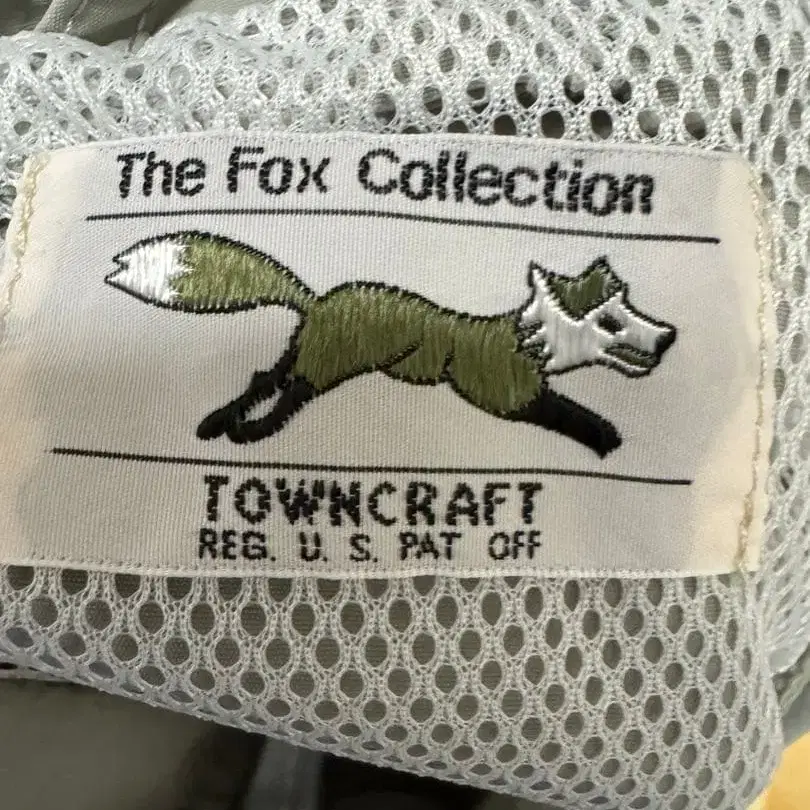 The Fox Collection
TOWNCRAFT
REG. U. S. PAT OFF